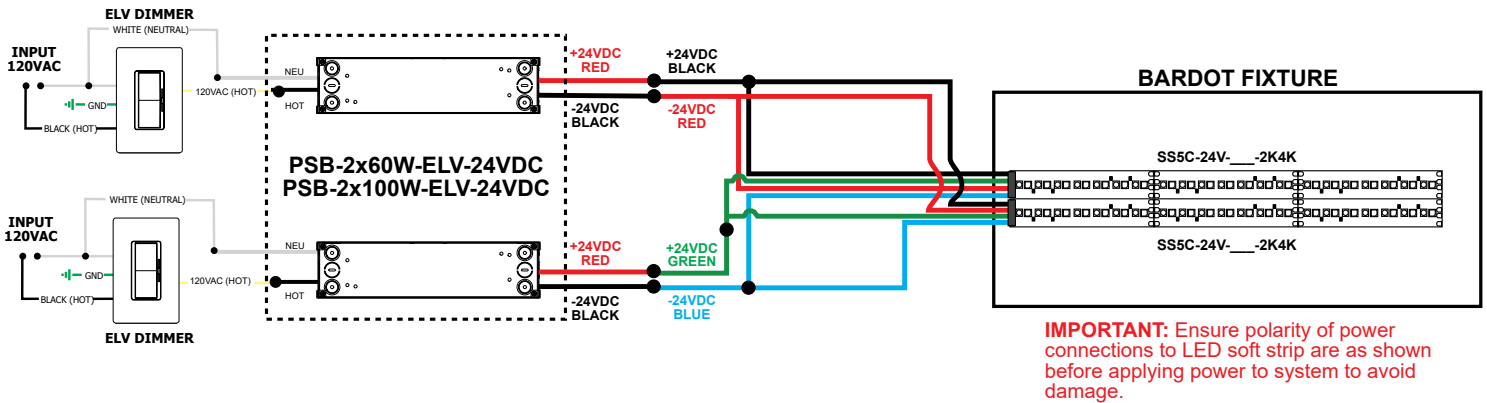 ELV DIMMER
WHITE (NEUTRAL)
INPUT
120VAC
GND
BLACK (HOT)
NEU
120VAC (HOT)
HOT
+24VDC
RED
-24VDC
BLACK
+24VDC
BLACK
-24VDC
RED
PSB-2x60W-ELV-24VDC
PSB-2x100W-ELV-24VDC
WHITE (NEUTRAL)
INPUT
120VAC
GND
BLACK (HOT)
ELV DIMMER
NEU
120VAC (HOT)
HOT
+24VDC
RED
-24VDC
BLACK
+24VDC
GREEN
-24VDC
BLUE
BARDOT FIXTURE
SS5C-24V-___-2K4K
SS5C-24V-___-2K4K
IMPORTANT: Ensure polarity of power
connections to LED soft strip are as shown
before applying power to system to avoid
damage.